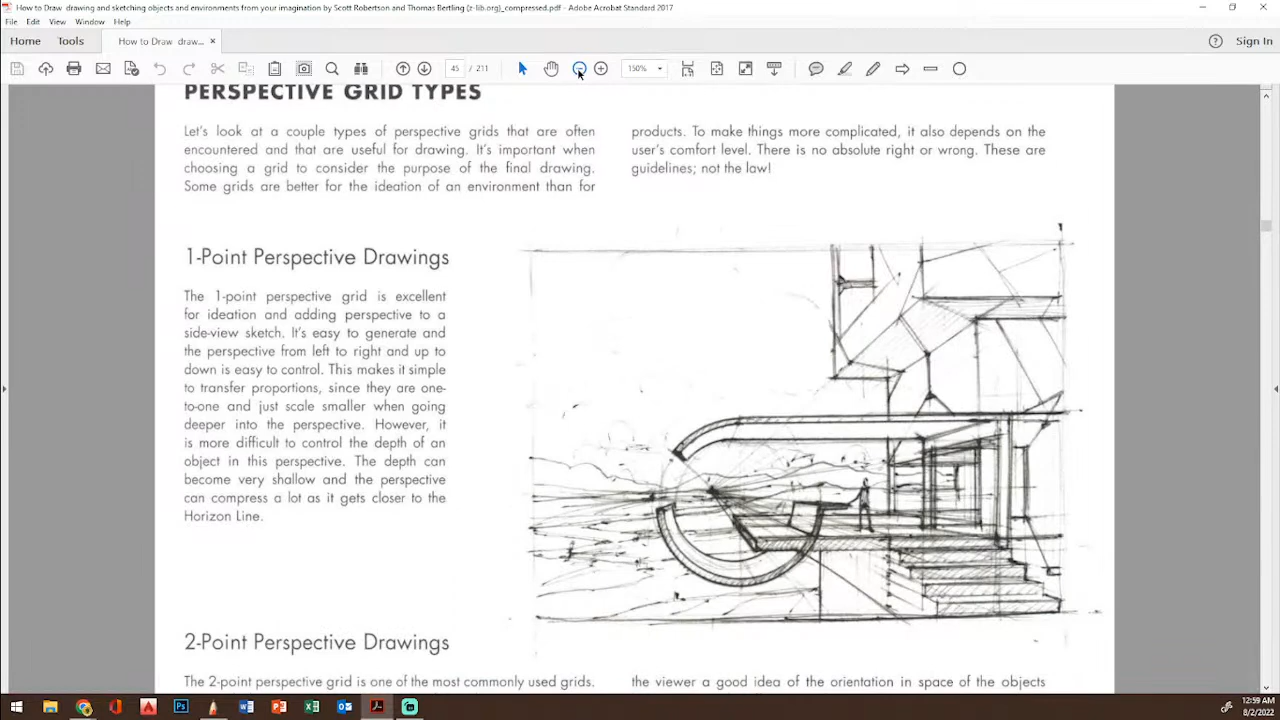 How to Draw drawing and sketching objects and environments from your imagination by Scott Robertson and Thomas Bertling (z-lib.org)_compressed.pdf - Adobe Acrobat Standard 2017
File Edit View Window Help
Home Tools How to Draw draw... × Sign In
45 / 211 150%
PERSPECTIVE GRID TYPES
Let's look at a couple types of perspective grids that are often
encountered and that are useful for drawing. It's important when
choosing a grid to consider the purpose of the final drawing.
Some grids are better for the ideation of an environment than for
products. To make things more complicated, it also depends on the
user's comfort level. There is no absolute right or wrong. These are
guidelines; not the law!
1-Point Perspective Drawings
The 1-point perspective grid is excellent
for ideation and adding perspective to a
side-view sketch. It's easy to generate and
the perspective from left to right and up to
down is easy to control. This makes it simple
to transfer proportions, since they are one-
to-one and just scale smaller when going
deeper into the perspective. However, it
is more difficult to control the depth of an
object in this perspective. The depth can
become very shallow and the perspective
can compress a lot as it gets closer to the
Horizon Line.
2-Point Perspective Drawings
The 2-point perspective grid is one of the most commonly used grids.
the viewer a good idea of the orientation in space of the objects
12:59 AM
8/2/2022